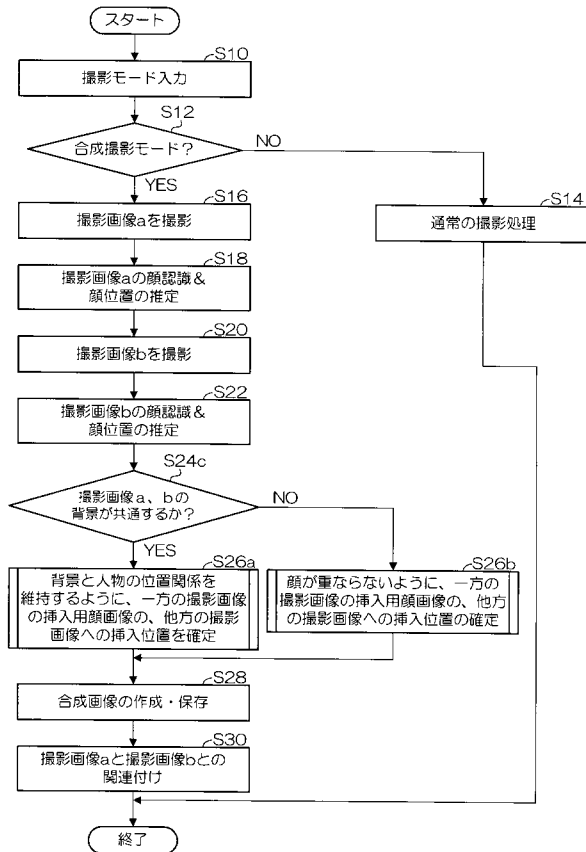 スタート
S10
撮影モード入力
S12
合成撮影モード?
NO
YES
S14
通常の撮影処理
S16
撮影画像aを撮影
S18
撮影画像aの顔認識&
顔位置の推定
S20
撮影画像bを撮影
S22
撮影画像bの顔認識&
顔位置の推定
S24c
撮影画像a、bの
背景が共通するか?
NO
YES
S26a
背景と人物の位置関係を
維持するように、一方の撮影画像
の挿入用顔画像の、他方の撮影
画像への挿入位置を確定
S26b
顔が重ならないように、一方の
撮影画像の挿入用顔画像の、他方
の撮影画像への挿入位置の確定
S28
合成画像の作成・保存
S30
撮影画像aと撮影画像bとの
関連付け
終了